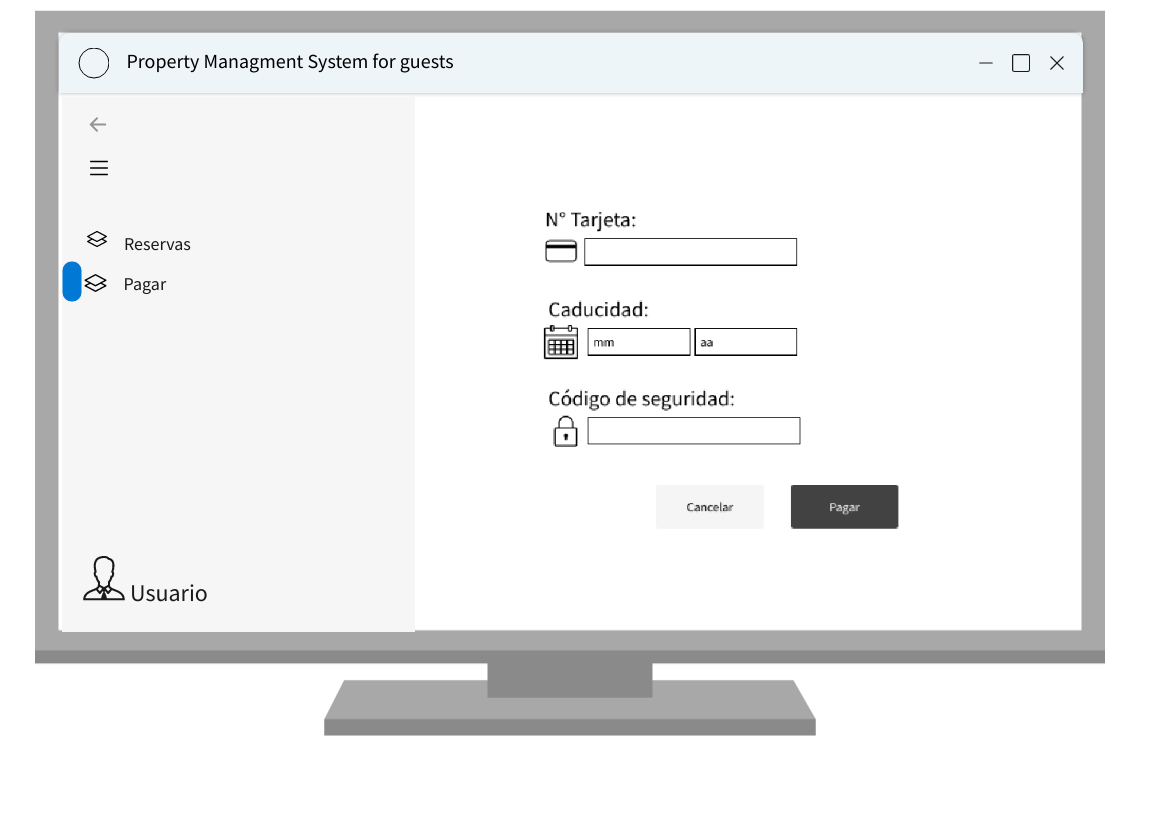 Property Managment System for guests
Reservas
Pagar
Usuario
N° Tarjeta:
Caducidad:
mm
aa
Código de seguridad:
Cancelar
Pagar